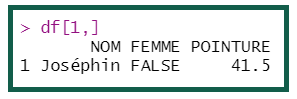 > df[1,]
NOM FEMME POINTURE
1 Joséphin FALSE 41.5